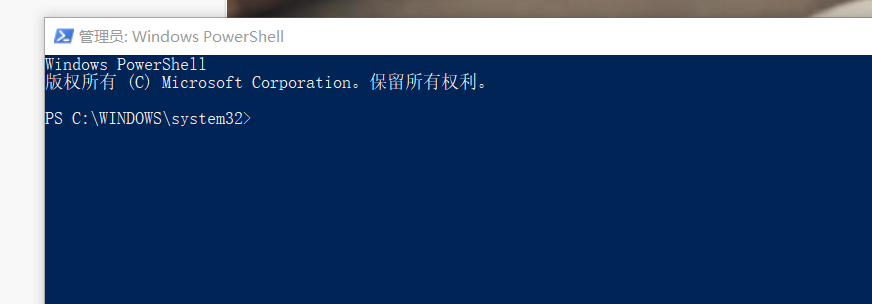 管理员: Windows PowerShell
Windows PowerShell
版权所有 (C) Microsoft Corporation。保留所有权利。
PS C:\WINDOWS\system32>